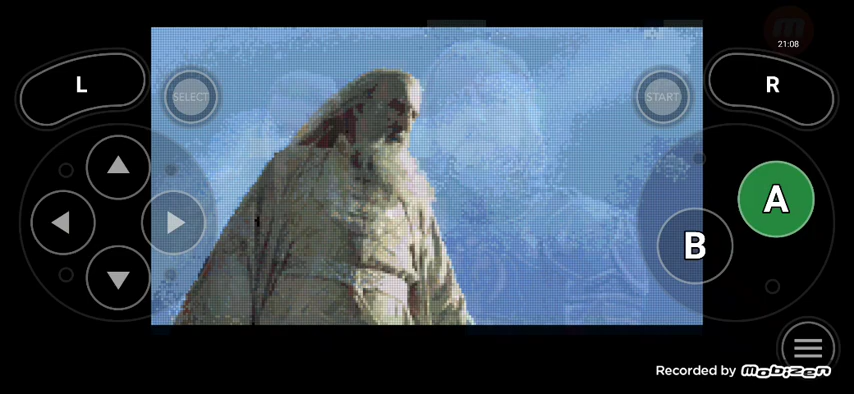 21:08
L
R
SELECT
START
A
B
Recorded by Mobizen